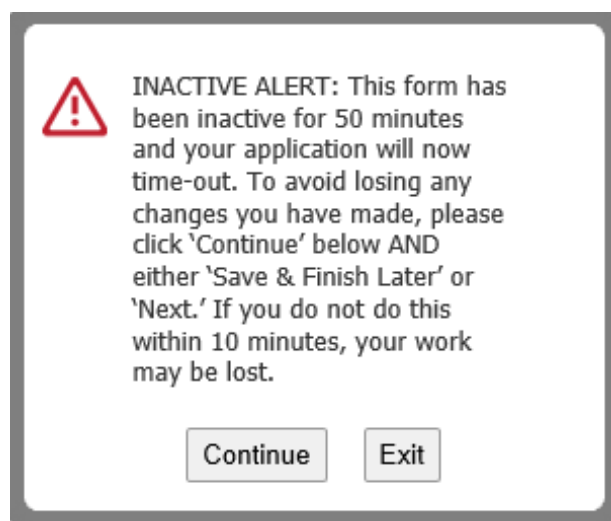 INACTIVE ALERT: This form has
been inactive for 50 minutes
and your application will now
time-out. To avoid losing any
changes you have made, please
click ‘Continue’ below AND
either ‘Save & Finish Later’ or
‘Next.’ If you do not do this
within 10 minutes, your work
may be lost.
Continue Exit